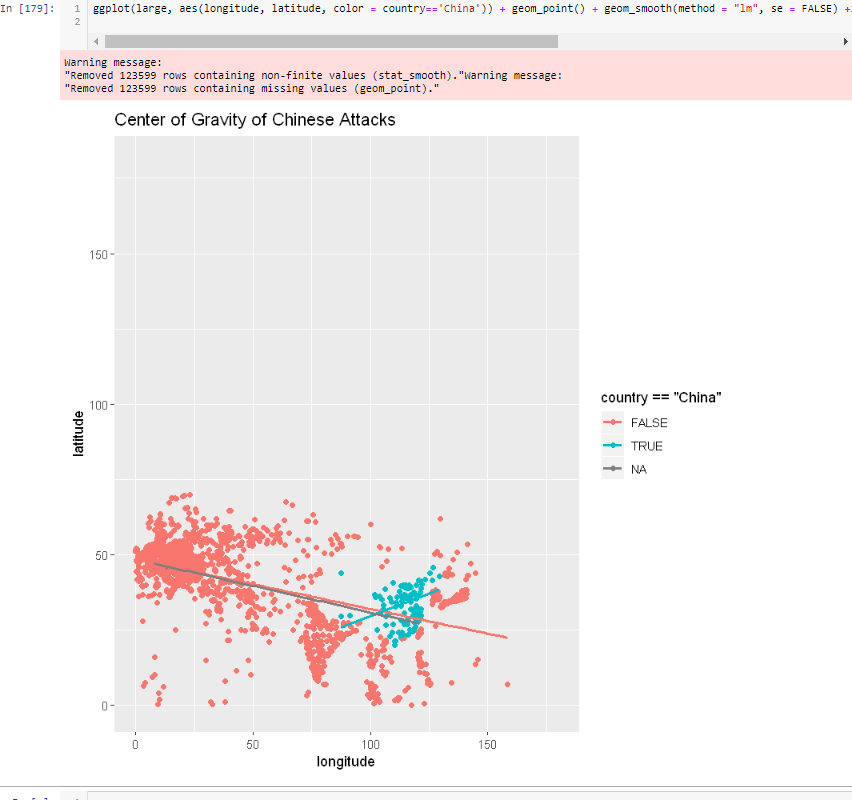 In [179]:
1 ggplot(large, aes(longitude, latitude, color = country=='China')) + geom_point() + geom_smooth(method = "lm", se = FALSE) +
2
Warning message:
"Removed 123599 rows containing non-finite values (stat_smooth)."Warning message:
"Removed 123599 rows containing missing values (geom_point)."
Center of Gravity of Chinese Attacks
150
100
50
0
latitude
0 50 100 150
longitude
country == "China"
FALSE
TRUE
NA